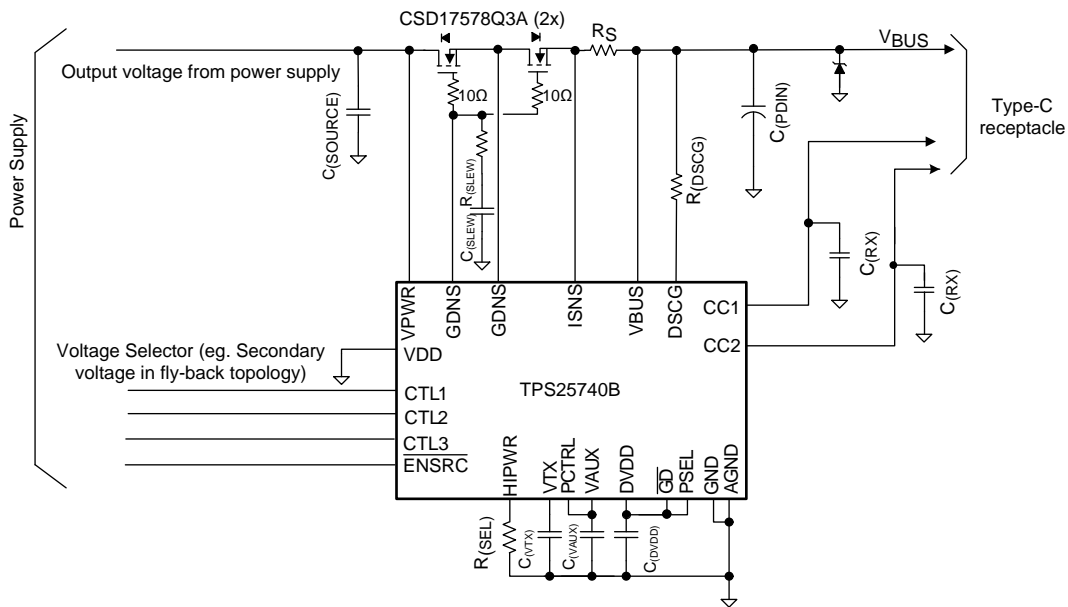 CSD17578Q3A (2x)
RS
VBUS
Output voltage from power supply
10Ω
10Ω
Type-C
receptacle
Power Supply
C(SOURCE)
R(SLEW)
C(SLEW)
R(DSCG)
C(PDIN)
C(RX)
C(RX)
VPWR
GDNS
GDNS
ISNS
VBUS
DSCG
CC1
CC2
Voltage Selector (eg. Secondary
voltage in fly-back topology)
VDD
TPS25740B
CTL1
CTL2
CTL3
ENSRC
HIPWR
VTX
PCTRL
VAUX
DVDD
GD
PSEL
GND
AGND
R(SEL)
C(VTX)
C(VAUX)
C(DVDD)